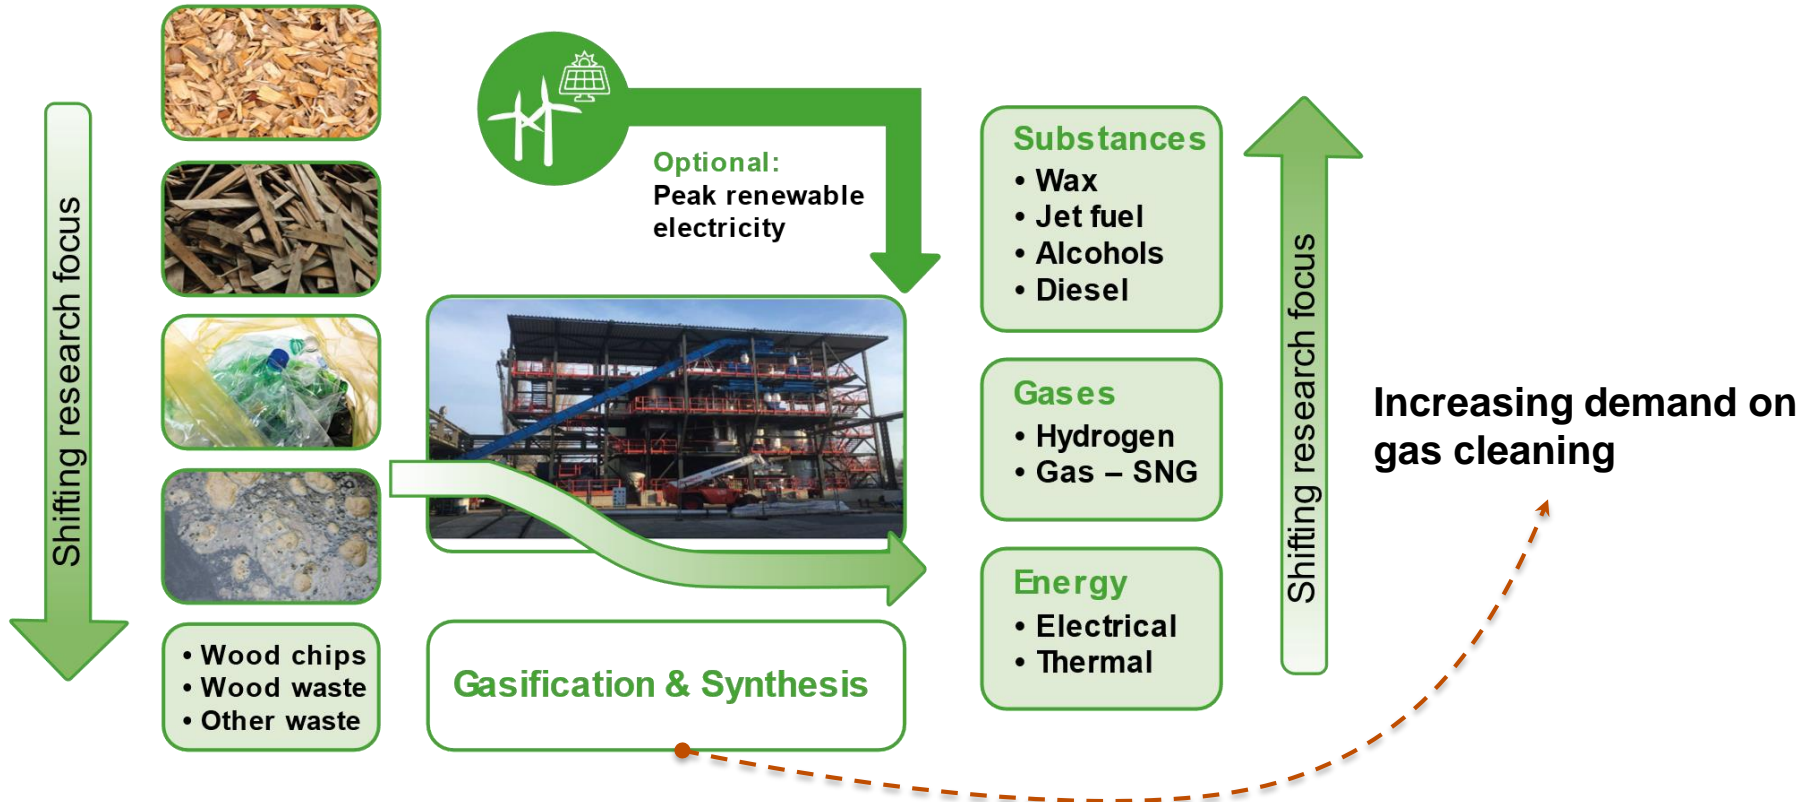 Shifting research focus
• Wood chips
• Wood waste
• Other waste
Optional:
Peak renewable
electricity
Gasification & Synthesis
Substances
• Wax
• Jet fuel
• Alcohols
• Diesel
Gases
• Hydrogen
• Gas – SNG
Energy
• Electrical
• Thermal
Shifting research focus
Increasing demand on
gas cleaning